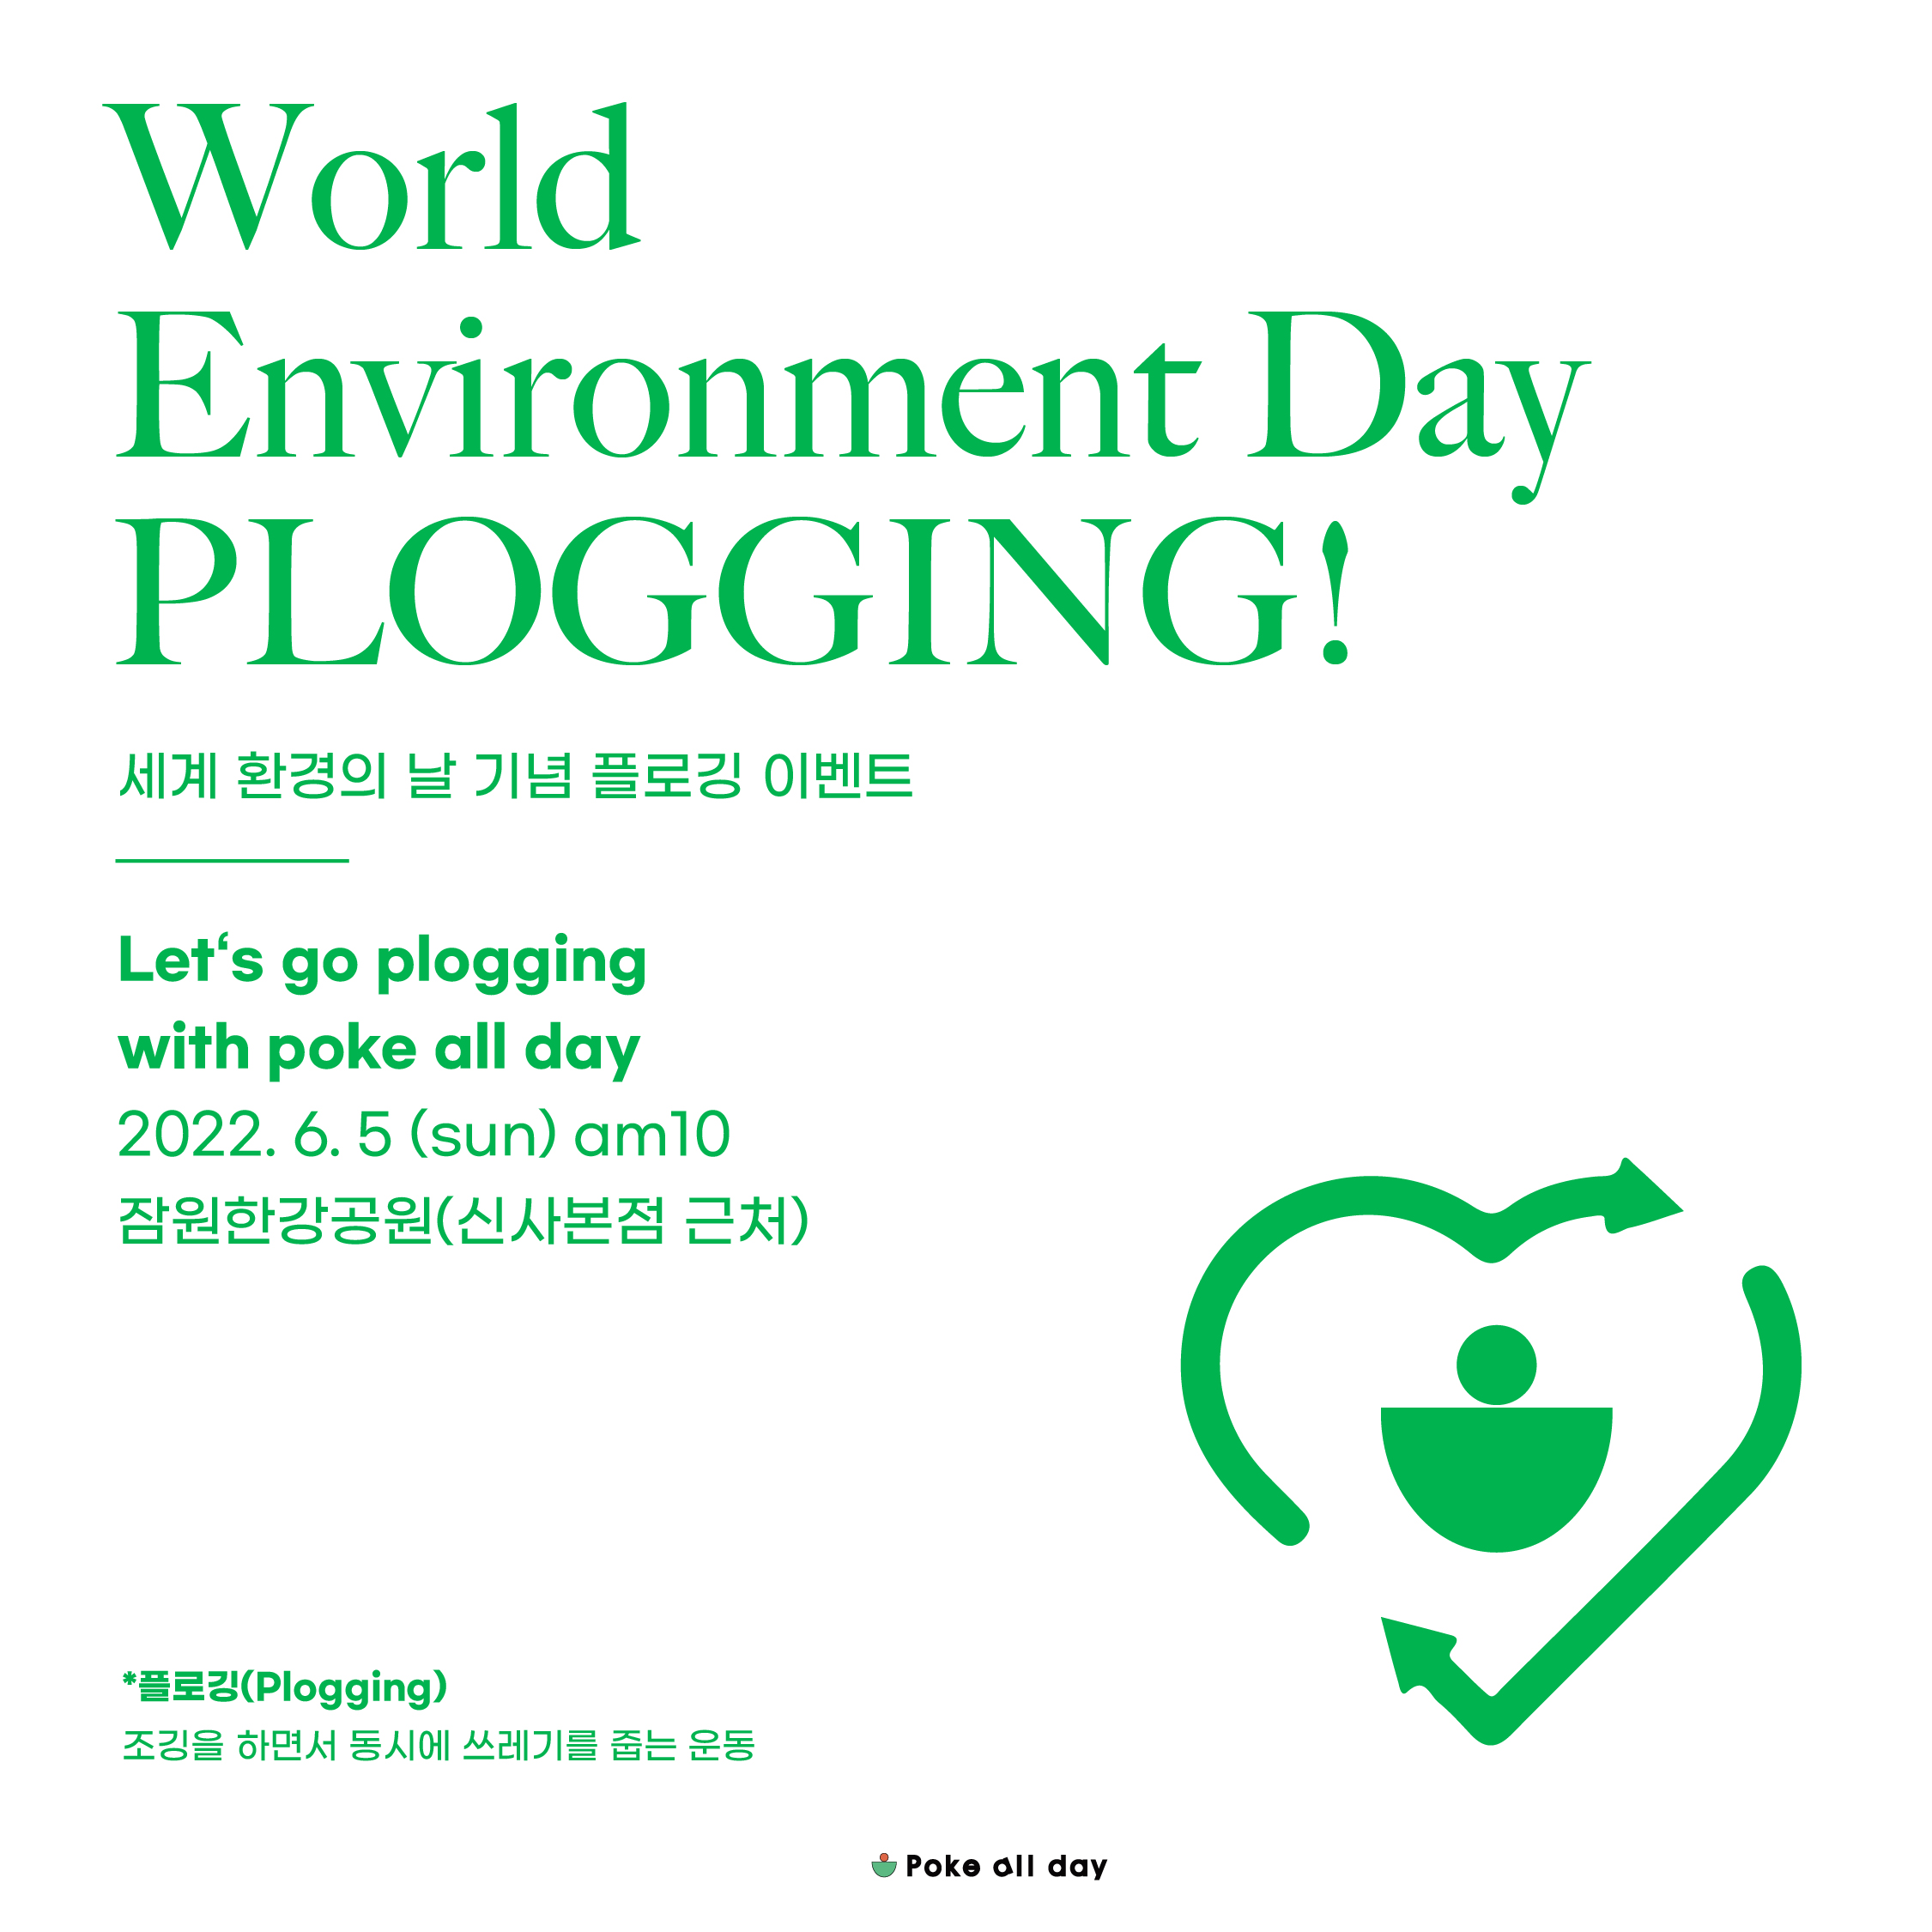 World
Environment Day
PLOGGING!
세계 환경의 날 기념 플로깅 이벤트
Let‘s go plogging
with poke all day
2022. 6. 5 (sun) am10
잠원한강공원(신사본점 근처)
*플로깅(Plogging)
조깅을 하면서 동시에 쓰레기를 줍는 운동
Poke all day